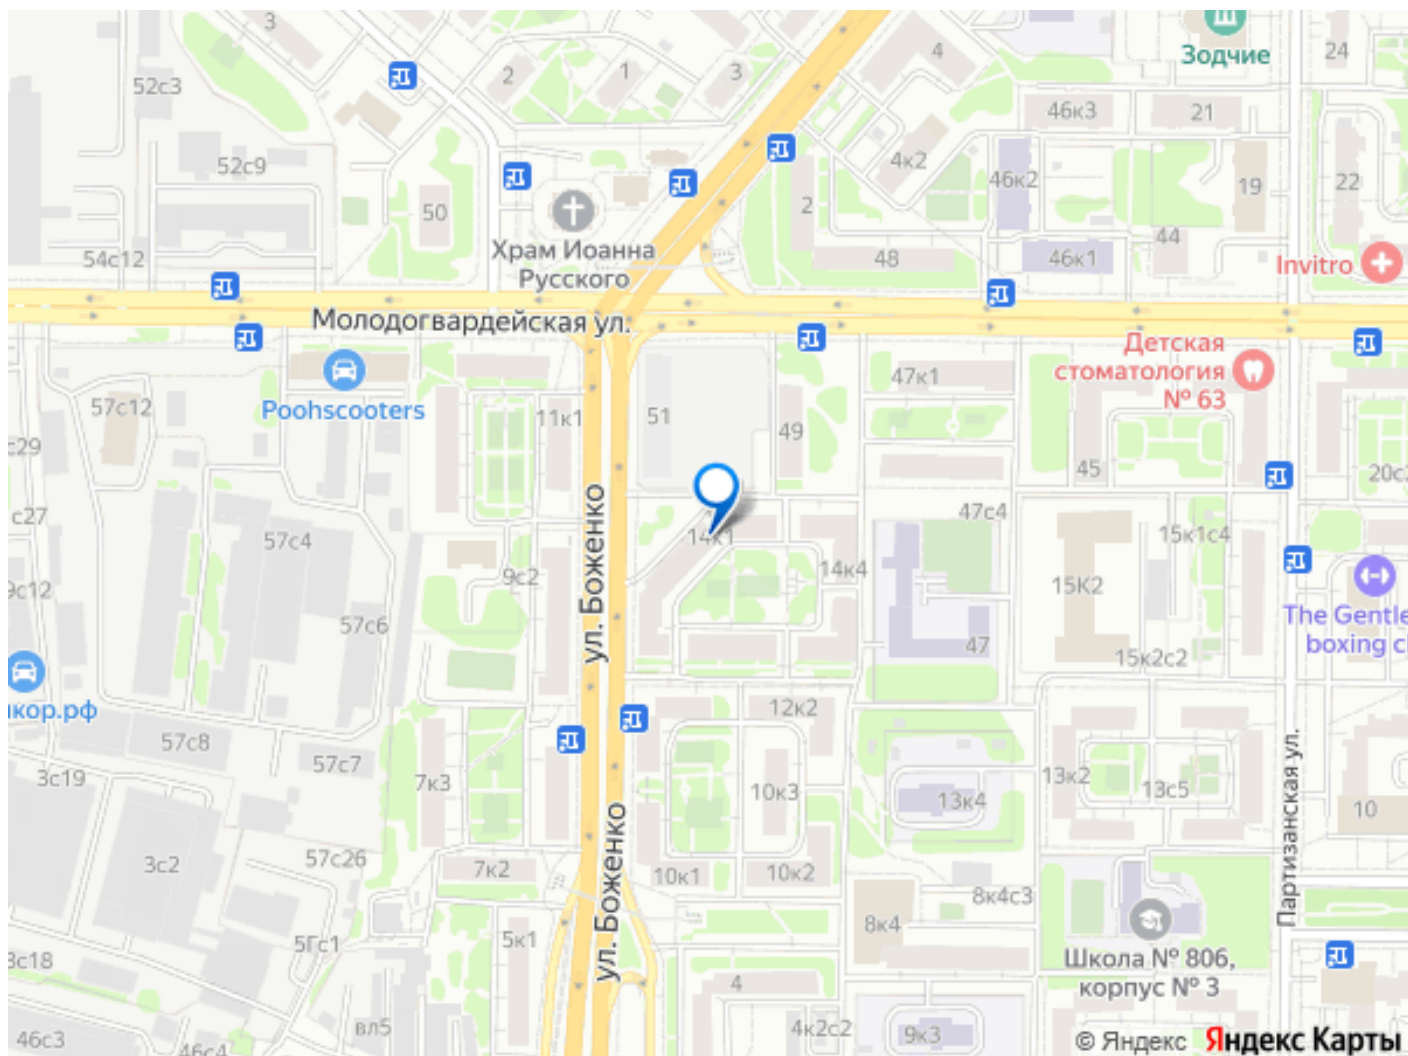 3
52с3
2
1
3
4
Зодчие
24
46к3
21
52с9
4к2
46к2
19
22
50
2
Храм Иоанна
Русского
44
54с12
48
46к1
Invitro
Молодогвардейская ул.
Детская
стоматология
№ 63
47к1
Poohscooters
57с12
11к1
51
49
с29
45
20с2
с27
ул. Боженко
47с4
57с4
14к1
15к1с4
9с12
9с2
14к4
15К2
57с6
The Gentle
boxing cl
47
15к2с2
кор.рф
12к2
57с8
57с7
3с19
7к3
10к3
13к2
13с5
Партизанская ул.
13к4
10
3с2
57с26
7к2
ул. Боженко
10к1
10к2
8к4с3
8к4
5Гс1
5к1
3с18
Школа № 806,
корпус № 3
4
вл5
46с3
46с4
4к2с2
9к3
© Яндекс Яндекс Карты